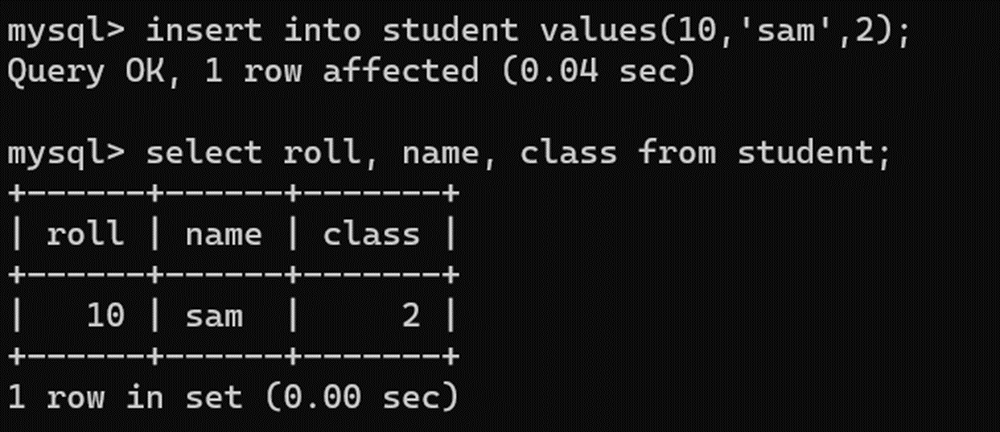 mysql> insert into student values(10,'sam',2);
Query OK, 1 row affected (0.04 sec)
mysql> select roll, name, class from student;
+------+------+-------+
| roll | name | class |
+------+------+-------+
|   10 | sam  |     2 |
+------+------+-------+
1 row in set (0.00 sec)